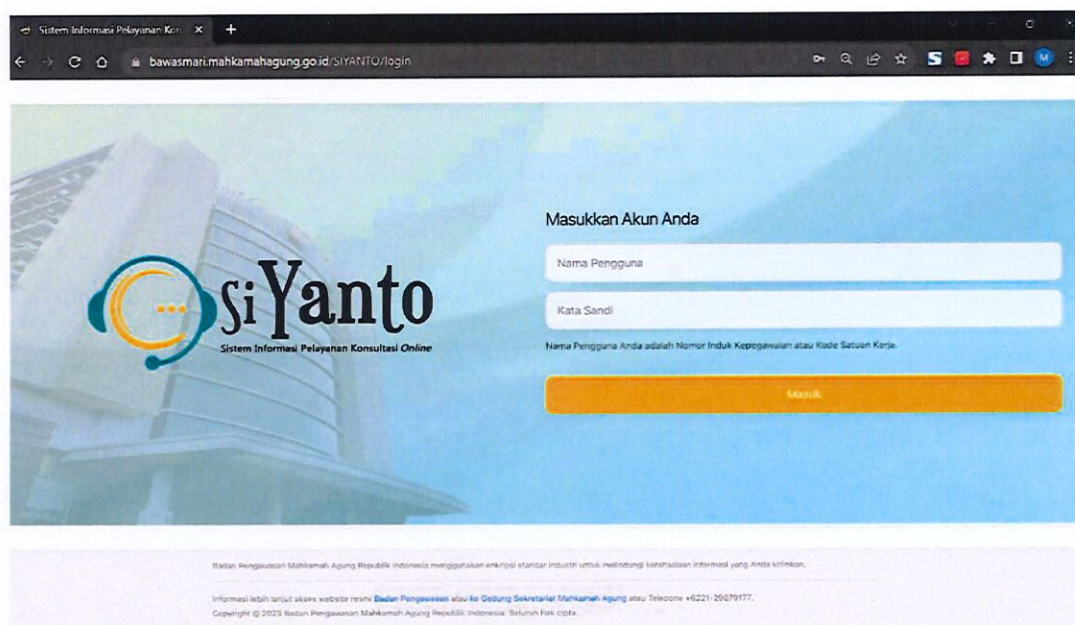 Sistem Informasi Pelayanan Kon
bawasmari.mahkamahagung.go.id/SIYANTO/login
M
S
Masukkan Akun Anda
Nama Pengguna
Kata Sandi
Nama Pengguna Anda adalah Nomor Induk Kepegawaian atau Kode Satuan Kerja.
Masuk
siYanto
Sistem Informasi Pelayanan Konsultasi Online
Badan Pengawasan Mahkamah Agung Republik Indonesia menggunakan enkripsi standar industri untuk melindungi kerahasiaan informasi yang Anda kirimkan.
Informasi lebih lanjut akses website resmi Badan Pengawasan atau ke Gedung Sekretariat Mahkamah Agung atau Telepone +6221-29079177.
Copyright © 2023 Badan Pengawasan Mahkamah Agung Republik Indonesia. Seluruh hak cipta.